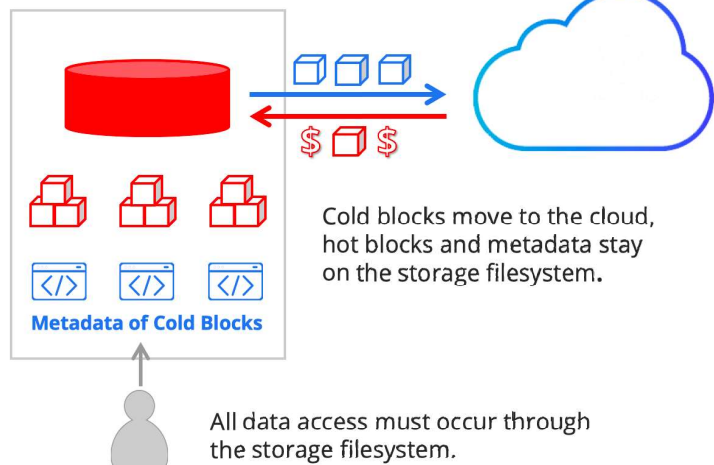 $ $
Cold blocks move to the cloud,
hot blocks and metadata stay
on the storage filesystem.
</> </> </>
Metadata of Cold Blocks
All data access must occur through
the storage filesystem.